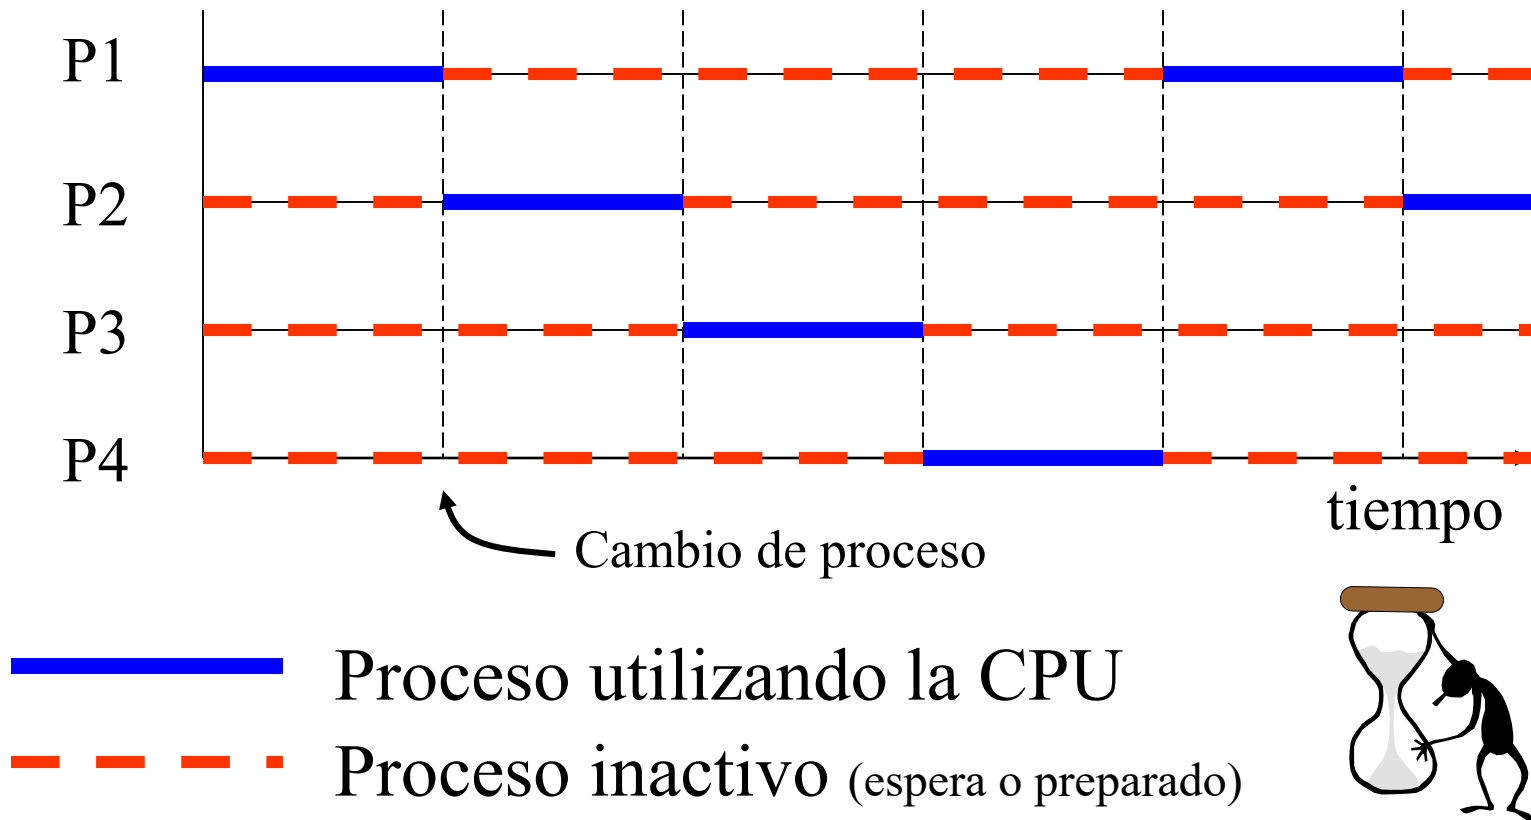 P1
P2
P3
P4
tiempo
Cambio de proceso
Proceso utilizando la CPU
Proceso inactivo (espera o preparado)